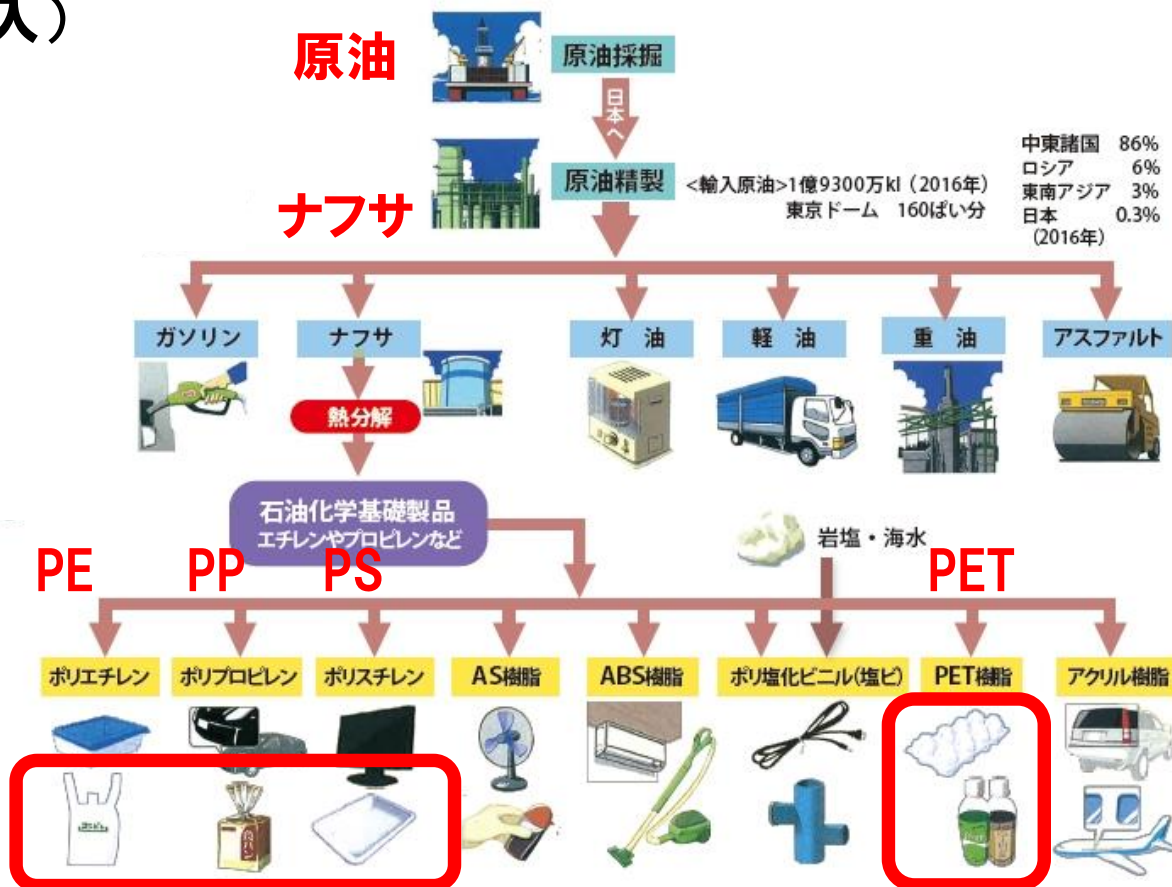 入）
原油
原油採掘
日本へ
ナフサ
原油精製
<輸入原油>1億9300万kl（2016年）
東京ドーム　160ぱい分
中東諸国　86%
ロシア　6%
東南アジア　3%
日本　0.3%
（2016年）
ガソリン
ナフサ
灯　油
軽　油
重　油
アスファルト
熱分解
石油化学基礎製品
エチレンやプロピレンなど
岩塩・海水
PE
PP
PS
PET
ポリエチレン
ポリプロピレン
ポリスチレン
AS樹脂
ABS樹脂
ポリ塩化ビニル(塩ビ)
PET樹脂
アクリル樹脂
食パン